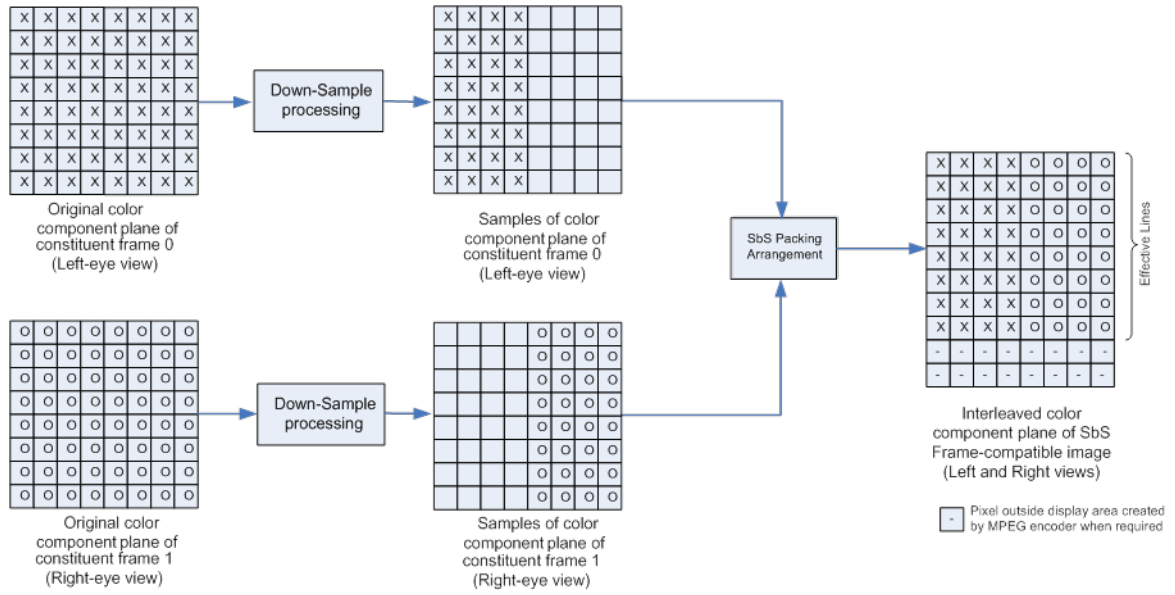 X X X X X X X X
X X X X X X X X
X X X X X X X X
X X X X X X X X
X X X X X X X X
X X X X X X X X
X X X X X X X X
X X X X X X X X
Original color
component plane of
constituent frame 0
(Left-eye view)
Down-Sample
processing
X X X X
X X X X
X X X X
X X X X
X X X X
X X X X
X X X X
X X X X
Samples of color
component plane of
constituent frame 0
(Left-eye view)
O O O O O O O O
O O O O O O O O
O O O O O O O O
O O O O O O O O
O O O O O O O O
O O O O O O O O
O O O O O O O O
O O O O O O O O
Original color
component plane of
constituent frame 1
(Right-eye view)
Down-Sample
processing
O O O O
O O O O
O O O O
O O O O
O O O O
O O O O
O O O O
O O O O
Samples of color
component plane of
constituent frame 1
(Right-eye view)
SbS Packing
Arrangement
X X X X O O O O
X X X X O O O O
X X X X O O O O
X X X X O O O O
X X X X O O O O
X X X X O O O O
X X X X O O O O
X X X X O O O O
- - - - - - - -
- - - - - - - -
Effective Lines
Interleaved color
component plane of SbS
Frame-compatible image
(Left and Right views)
- Pixel outside display area created
by MPEG encoder when required